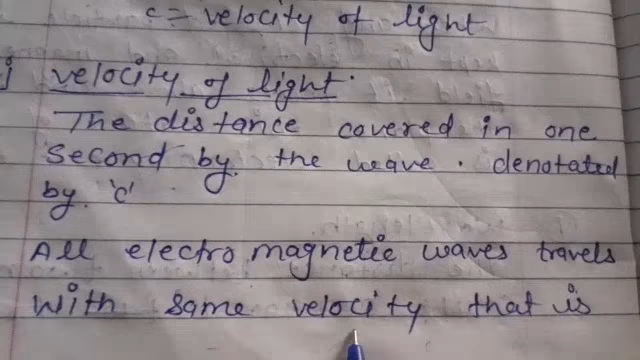 c = velocity of light
j velocity of light.
The distance covered in one
second by. the wave. denotated
by. 'c'
All electro magnetic waves travels
with same velocity that is